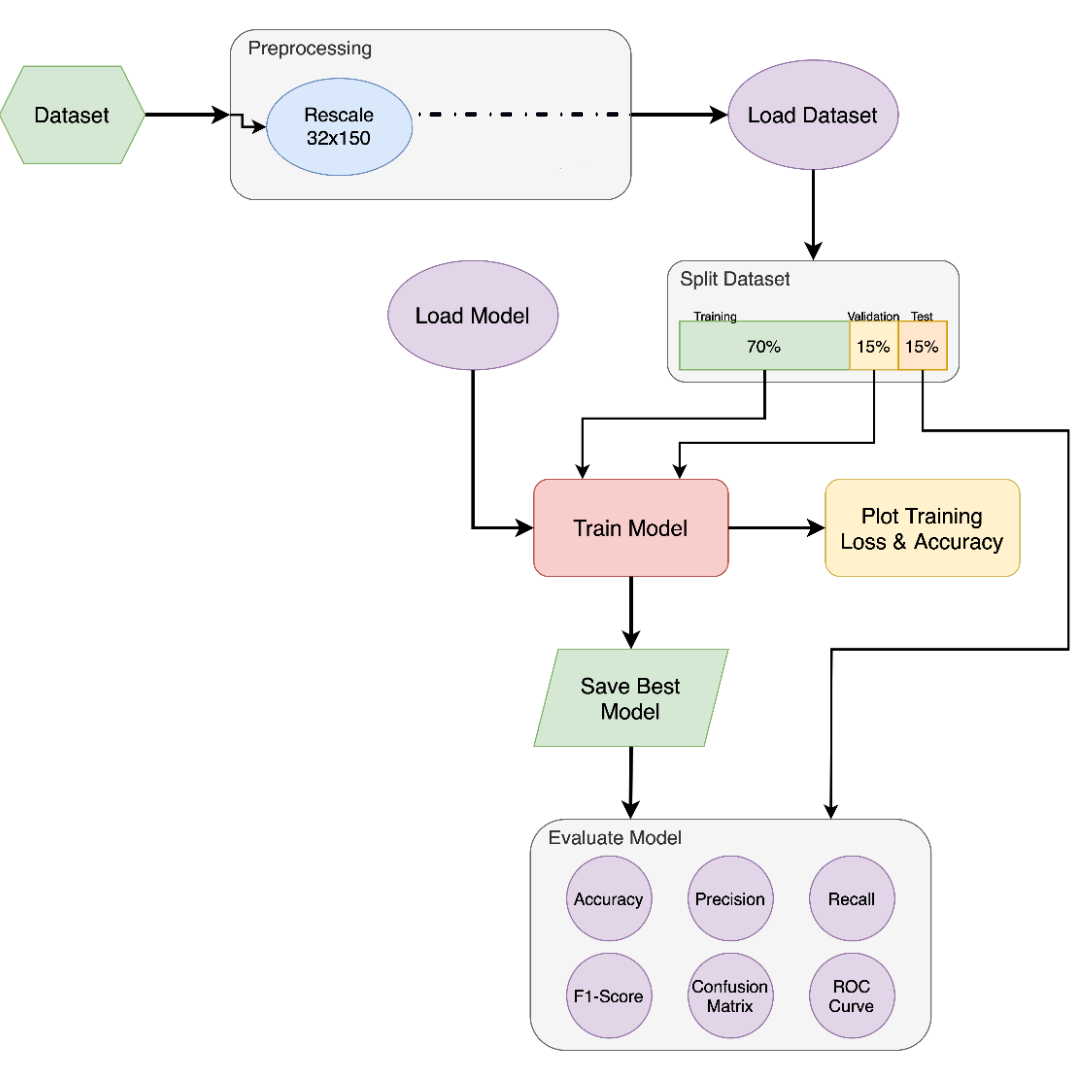 Preprocessing
Dataset
Rescale
32x150
Load Dataset
Split Dataset
Load Model
Training
Validation
Test
70%
15%
15%
Train Model
Plot Training
Loss & Accuracy
Save Best
Model
Evaluate Model
Accuracy
Precision
Recall
F1-Score
Confusion
Matrix
ROC
Curve